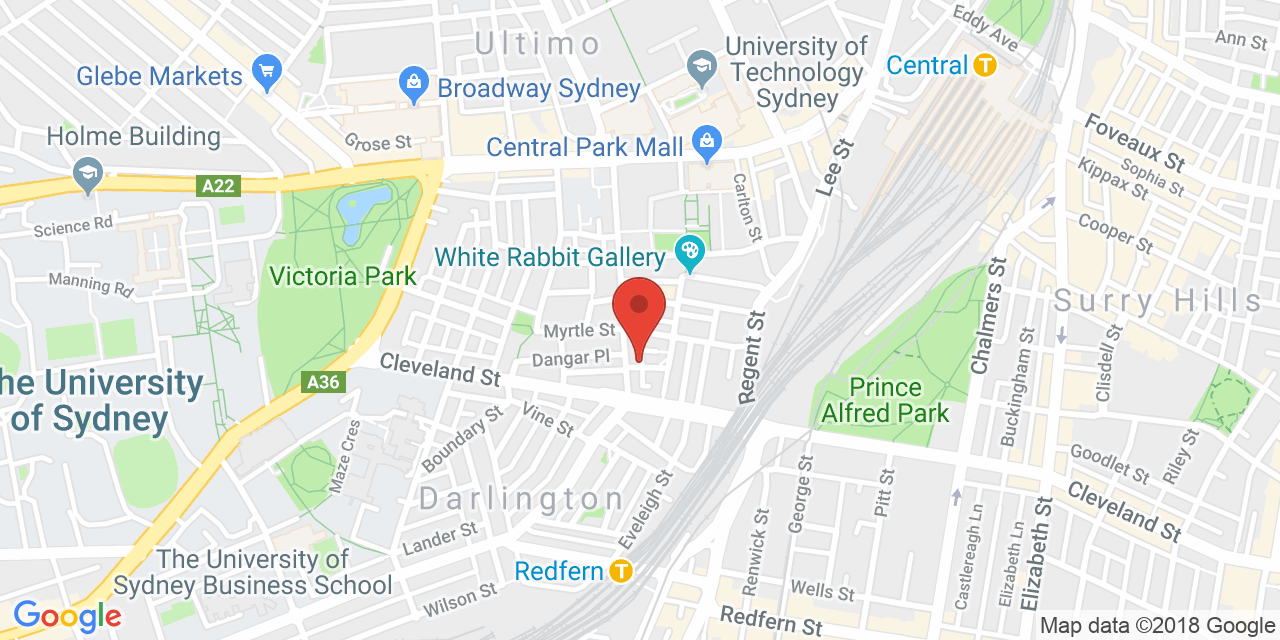 Eddy Ave
Ann St
Ultimo
University of
Technology
Sydney
Central T
Glebe Markets
Broadway Sydney
Holme Building
Grose St
Central Park Mall
Foveaux St
Sophia St
Kippax St
Lee St
A22
Carlton St
Science Rd
Cooper St
White Rabbit Gallery
Victoria Park
Manning Rd
Surry Hills
Chalmers St
Myrtle St
Regent St
Dangar Pl
Clisdell St
Cleveland St
Buckingham St
A36
he University
of Sydney
Prince
Alfred Park
Vine St
Boundary St
Maze Cres
Riley St
Goodlet St
Darlington
George St
Pitt St
Cleveland St
Eveleigh St
Lander St
Renwick St
Castlereagh Ln
Elizabeth Ln
Elizabeth St
The University of
Sydney Business School
Redfern T
Wilson St
Wells St
Redfern St
Google
Map data ©2018 Google